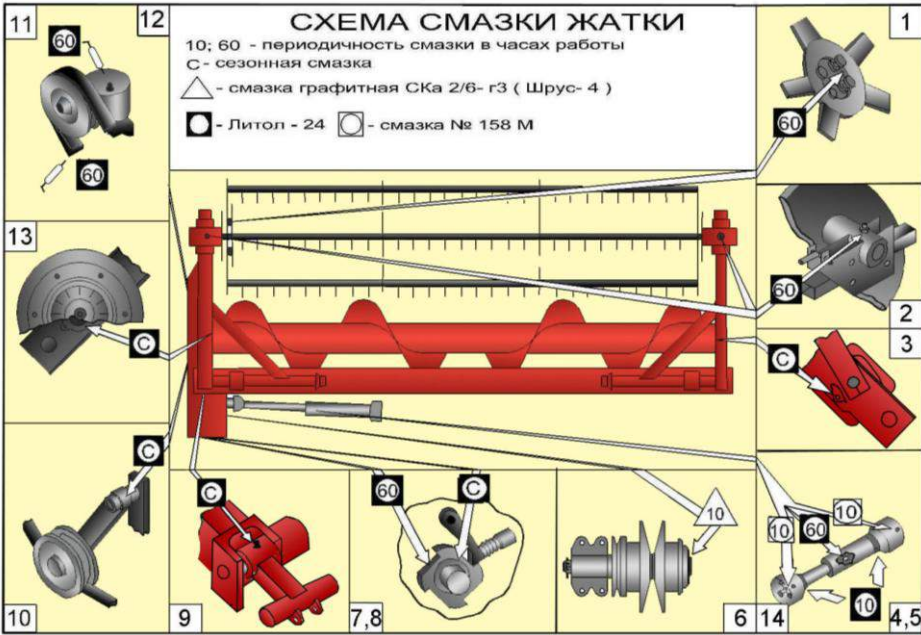 11
12
60
60
СХЕМА СМАЗКИ ЖАТКИ
10; 60 - периодичность смазки в часах работы
С - сезонная смазка
- смазка графитная СКа 2/6- г3 ( Шрус- 4 )
- Литол - 24
- смазка № 158 М
1
60
2
60
13
С
3
С
10
С
9
С
7,8
60
С
6
10
14
4,5
10
60
10
10